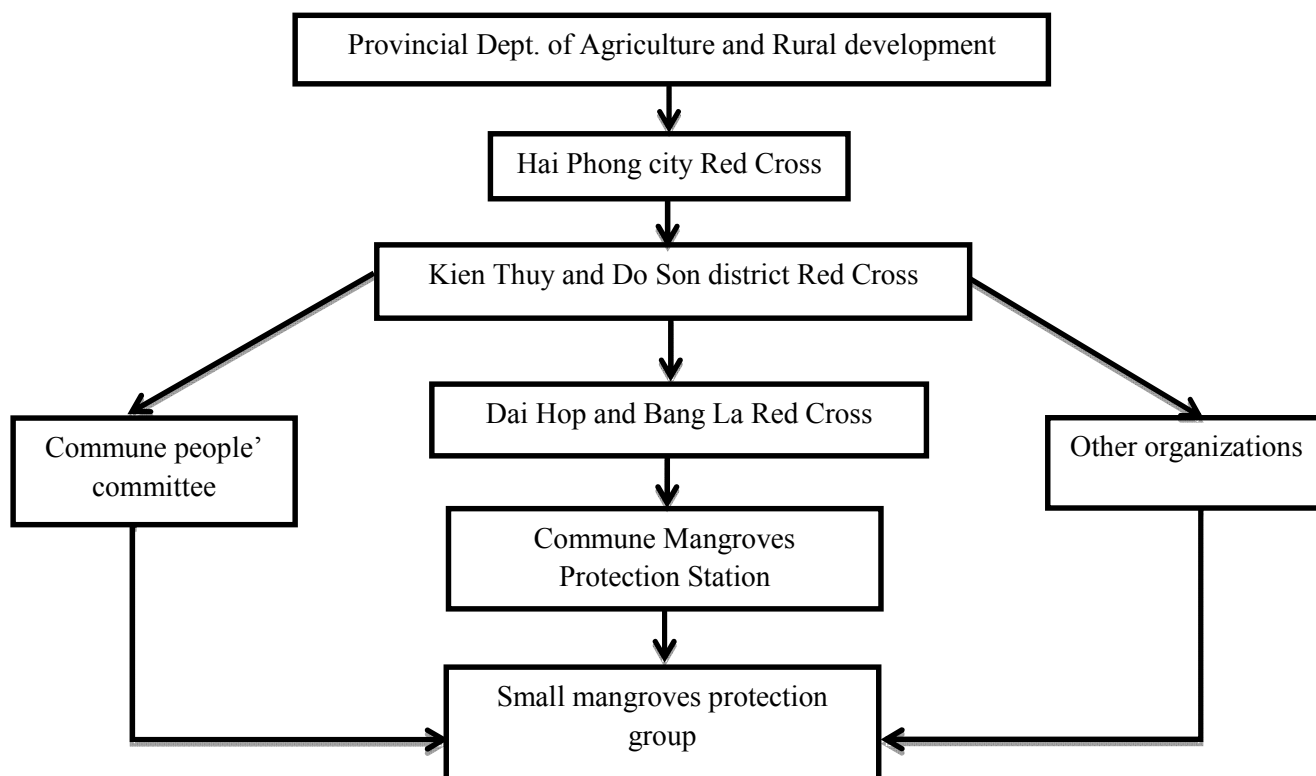 Provincial Dept. of Agriculture and Rural development
Hai Phong city Red Cross
Kien Thuy and Do Son district Red Cross
Dai Hop and Bang La Red Cross
Commune people’
committee
Other organizations
Commune Mangroves
Protection Station
Small mangroves protection
group